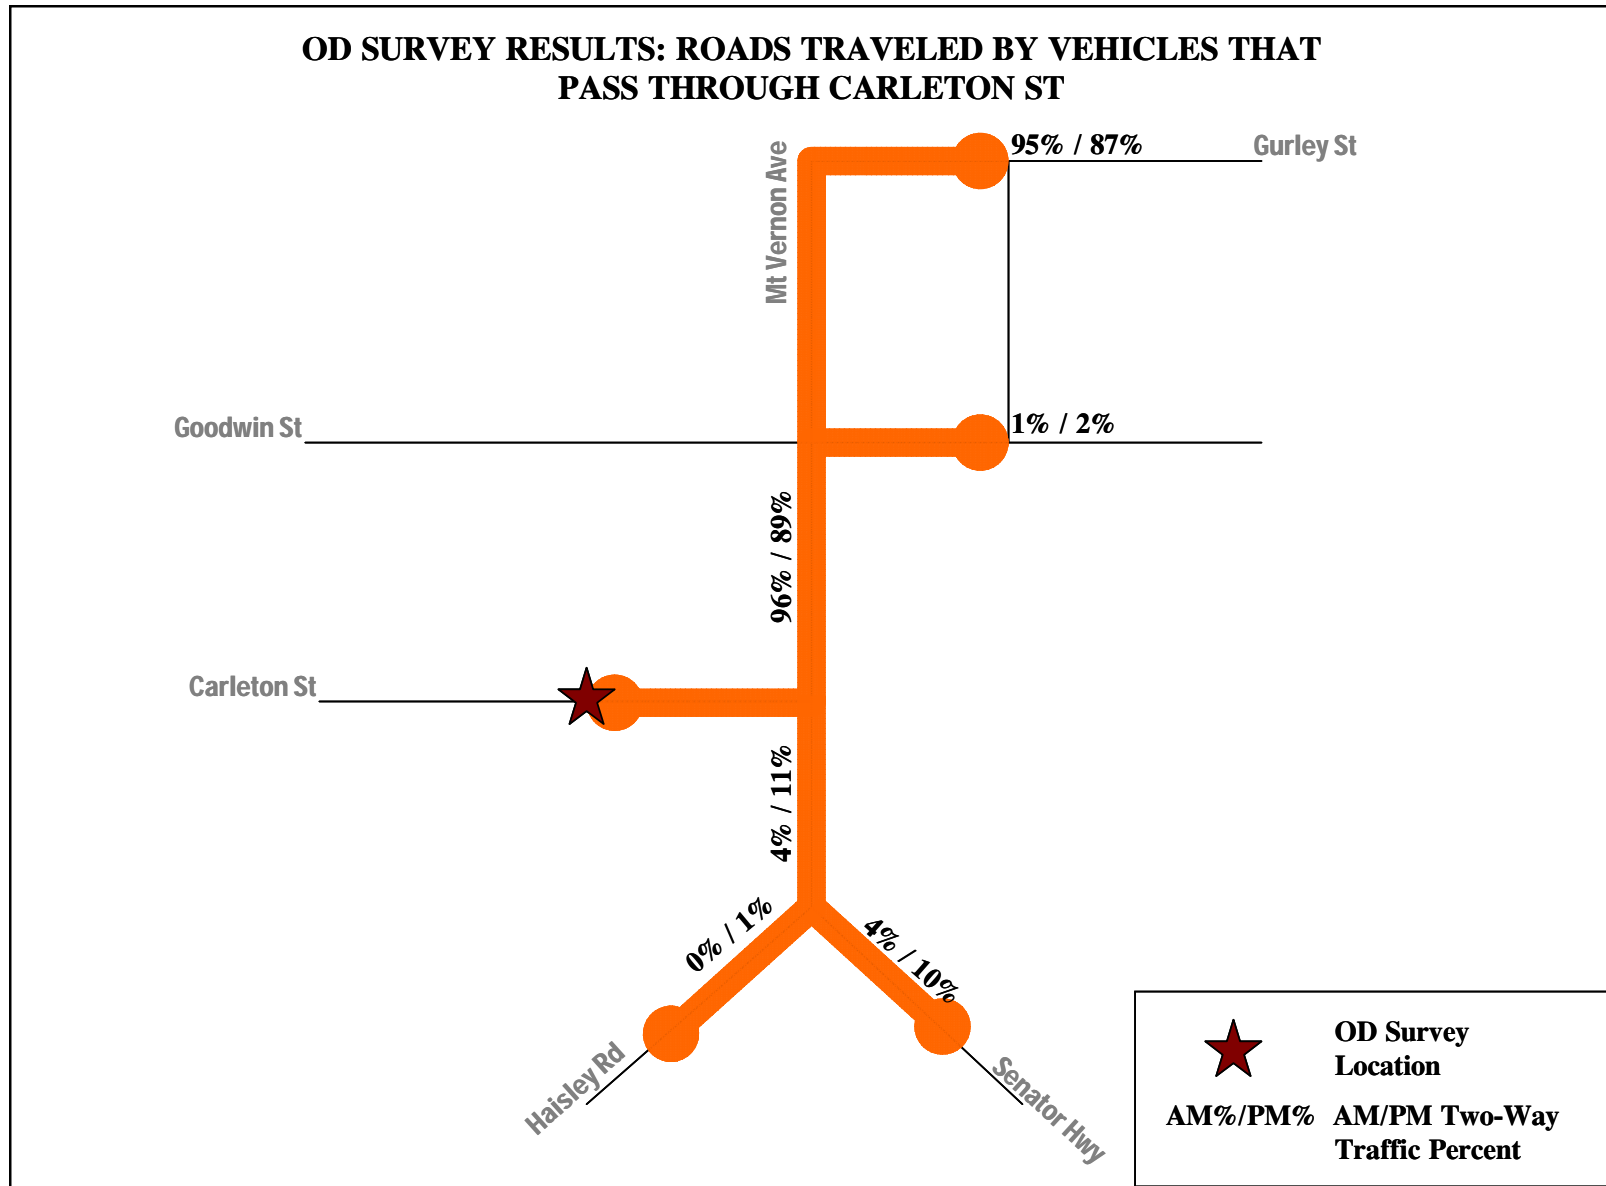 OD SURVEY RESULTS: ROADS TRAVELED BY VEHICLES THAT
PASS THROUGH CARLETON ST
95% / 87%
Gurley St
Mt Vernon Ave
Goodwin St
1% / 2%
96% / 89%
Carleton St
4% / 11%
0% / 1%
4% / 10%
Haisley Rd
Senator Hwy
OD Survey
Location
AM%/PM% AM/PM Two-Way
Traffic Percent